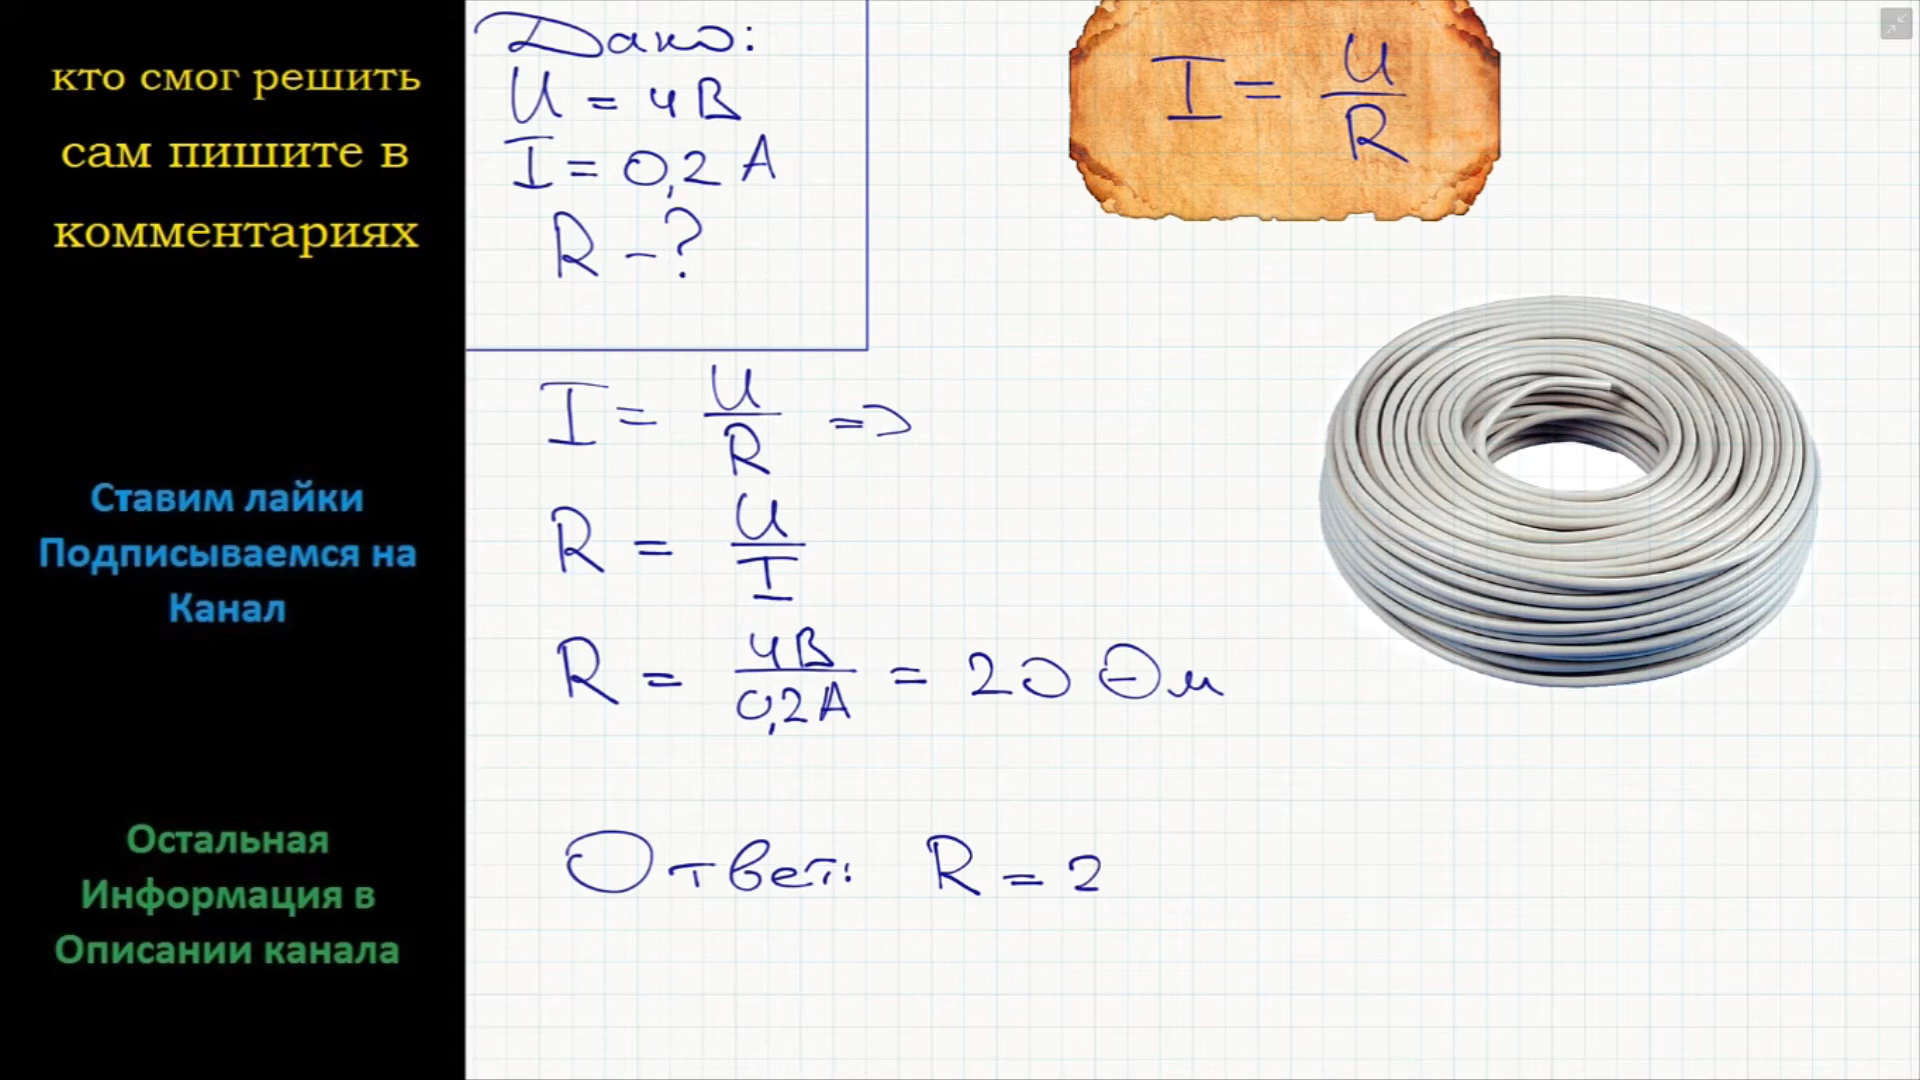 кто смог решить
сам пишите в
комментариях
Ставим лайки
Подписываемся на
Канал
Остальная
Информация в
Описании канала
Дано:
U = 4В
I = 0,2 А
R - ?
I = U/R
I = U/R =>
R = U/I
R = 4В/0,2А = 20 Ом
Ответ: R = 2